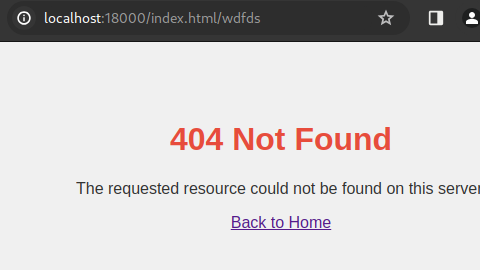 localhost:18000/index.html/wdfds
404 Not Found
The requested resource could not be found on this server
Back to Home